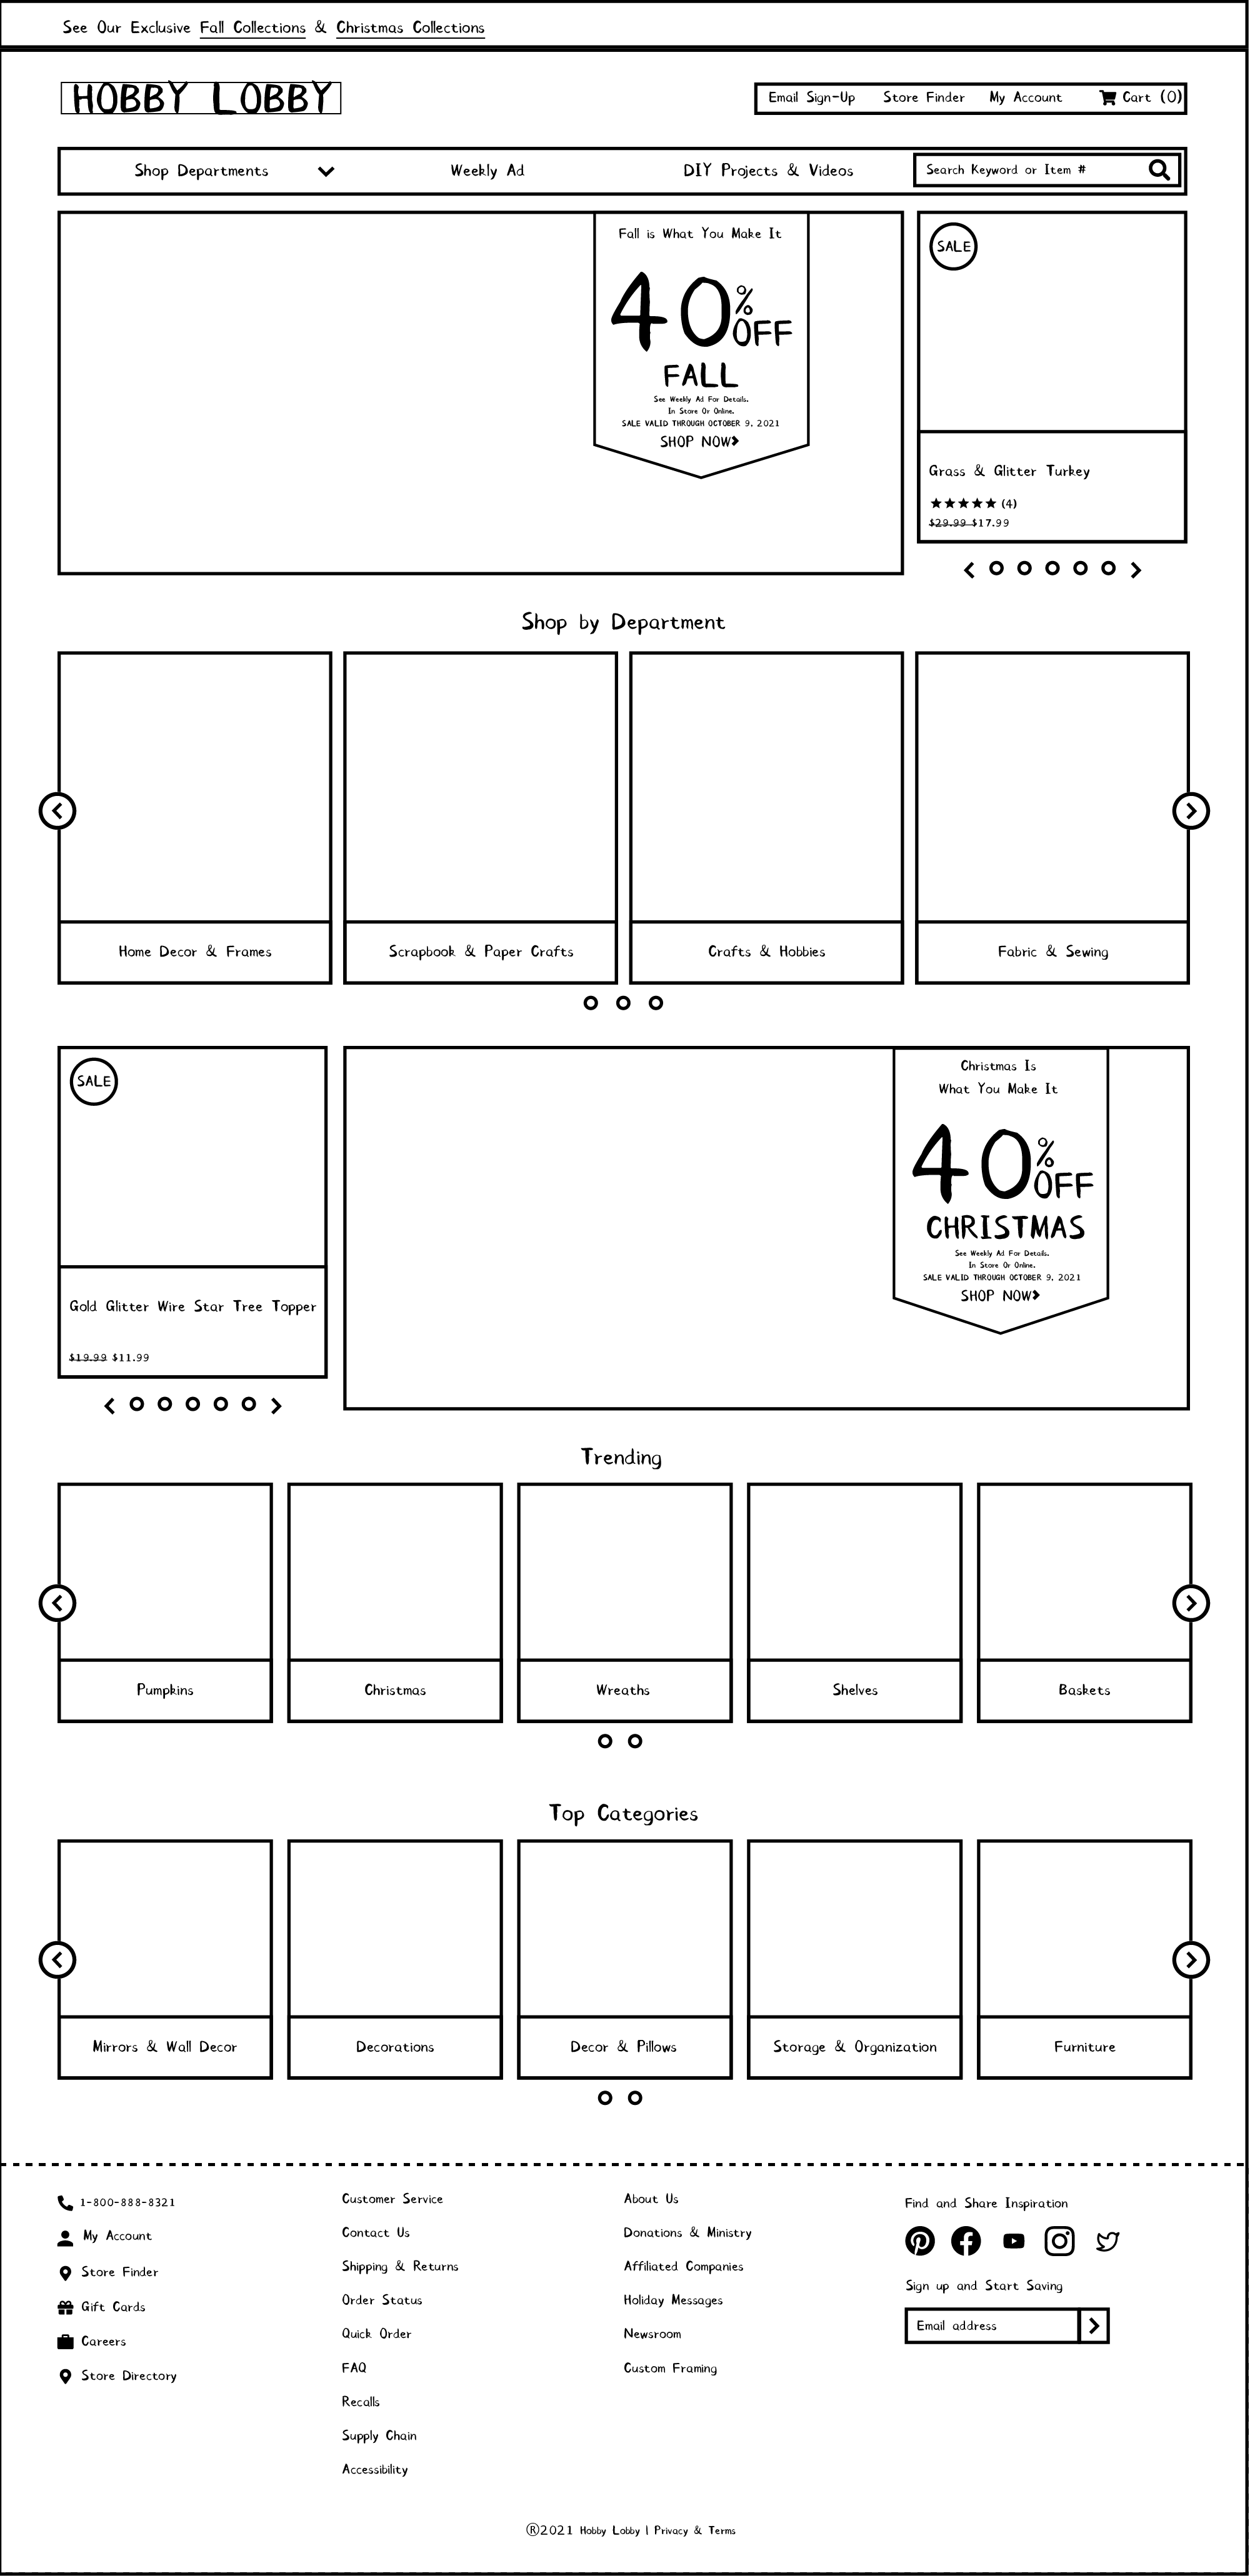 See Our Exclusive Fall Collections & Christmas Collections
HOBBY LOBBY
Email Sign-Up Store Finder My Account Cart (0)
Shop Departments Weekly Ad DIY Projects & Videos Search Keyword or Item #
Fall is What You Make It
40% OFF
FALL
See Weekly Ad For Details.
In Store Or Online.
SALE VALID THROUGH OCTOBER 9, 2021
SHOP NOW
SALE
Grass & Glitter Turkey
(4)
$29.99 $17.99
Shop by Department
Home Decor & Frames Scrapbook & Paper Crafts Crafts & Hobbies Fabric & Sewing
SALE
Gold Glitter Wire Star Tree Topper
$19.99 $11.99
Christmas Is
What You Make It
40% OFF
CHRISTMAS
See Weekly Ad For Details.
In Store Or Online.
SALE VALID THROUGH OCTOBER 9, 2021
SHOP NOW
Trending
Pumpkins Christmas Wreaths Shelves Baskets
Top Categories
Mirrors & Wall Decor Decorations Decor & Pillows Storage & Organization Furniture
1-800-888-8321
My Account
Store Finder
Gift Cards
Careers
Store Directory
Customer Service
Contact Us
Shipping & Returns
Order Status
Quick Order
FAQ
Recalls
Supply Chain
Accessibility
About Us
Donations & Ministry
Affiliated Companies
Holiday Messages
Newsroom
Custom Framing
Find and Share Inspiration
Sign up and Start Saving
Email address
®2021 Hobby Lobby | Privacy & Terms